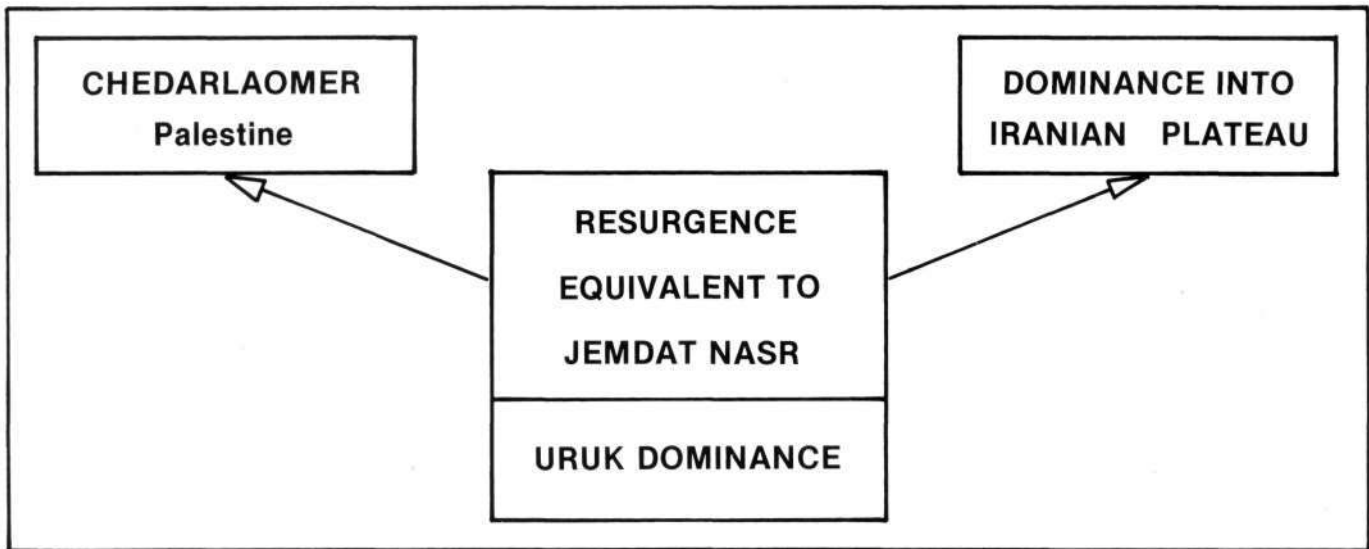 CHEDARLAOMER
Palestine
DOMINANCE INTO
IRANIAN PLATEAU
RESURGENCE
EQUIVALENT TO
JEMDAT NASR
URUK DOMINANCE